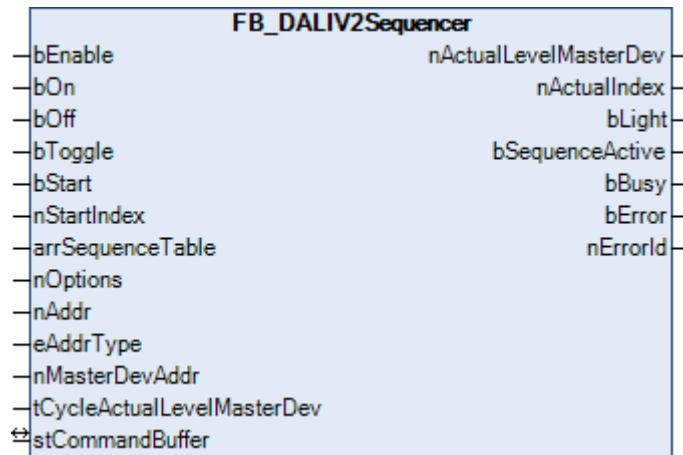 FB_DALIV2Sequencer
bEnable nActualLevelMasterDev
bOn nActualIndex
bOff bLight
bToggle bSequenceActive
bStart bBusy
nStartIndex bError
arrSequenceTable nErrorId
nOptions
nAddr
eAddrType
nMasterDevAddr
tCycleActualLevelMasterDev
stCommandBuffer